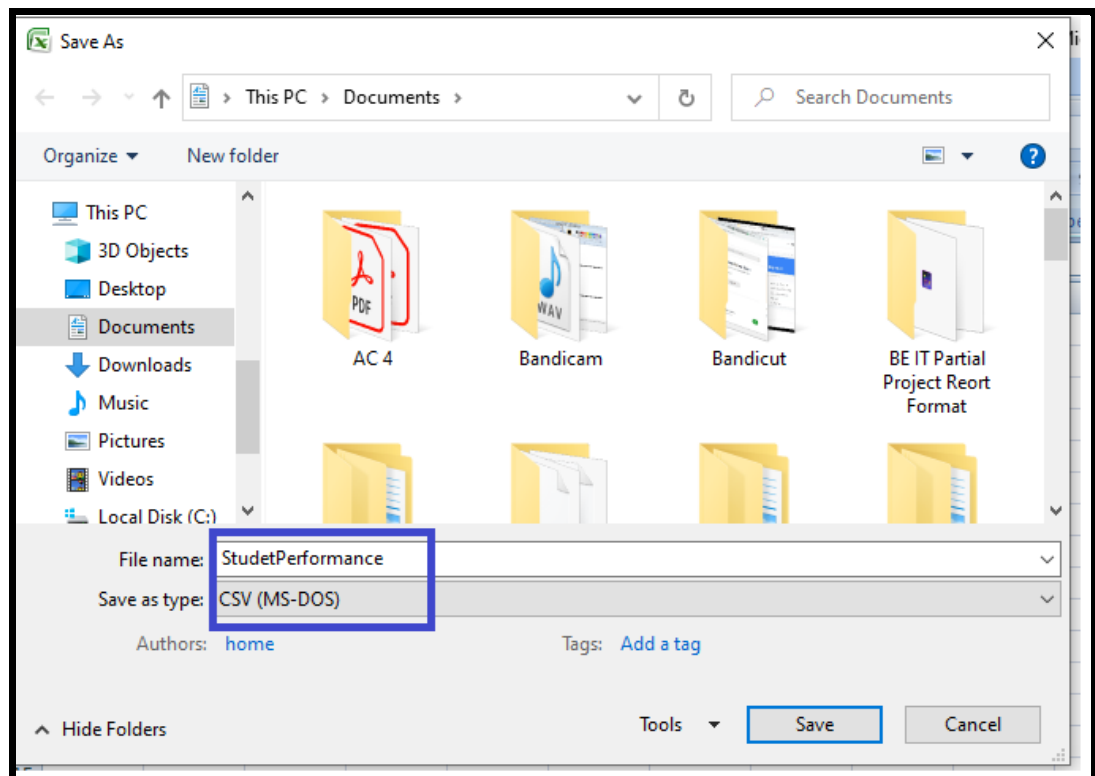 Save As
This PC > Documents >
Search Documents
Organize
New folder
This PC
3D Objects
Desktop
Documents
Downloads
Music
Pictures
Videos
Local Disk (C:)
PDF
WAV
AC 4
Bandicam
Bandicut
BE IT Partial
Project Reort
Format
File name: StudetPerformance
Save as type: CSV (MS-DOS)
Authors: home
Tags: Add a tag
Hide Folders
Tools
Save
Cancel